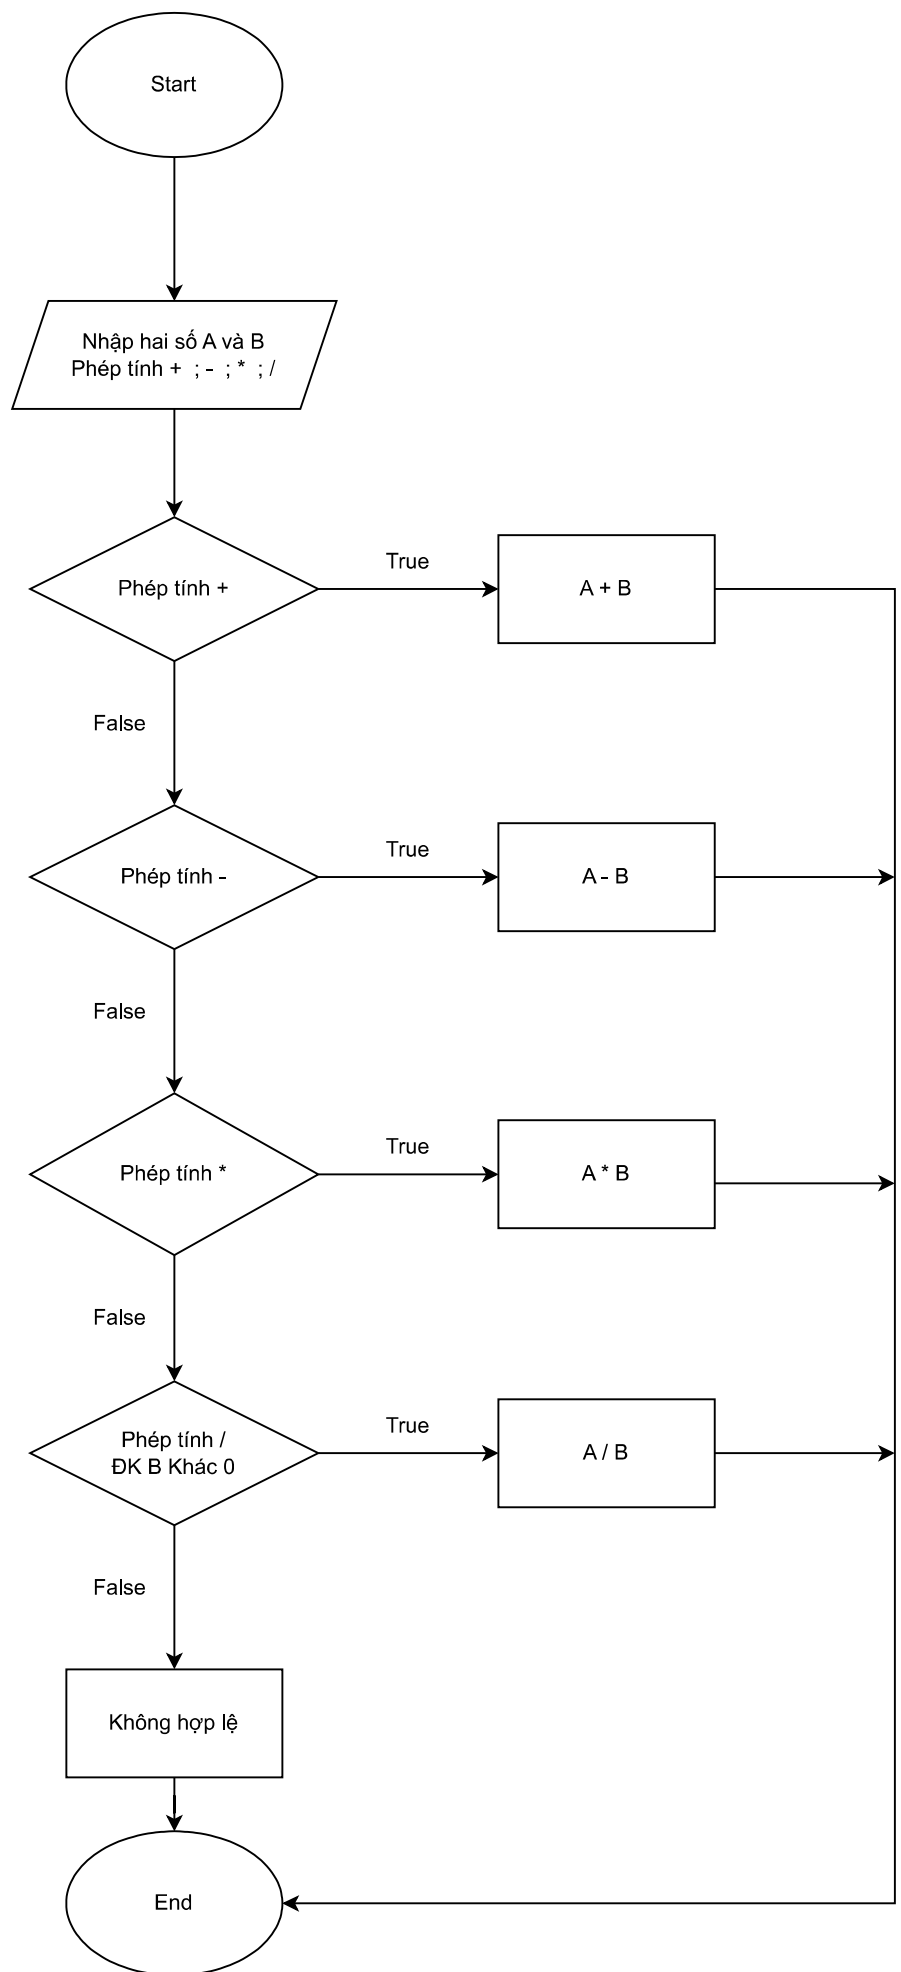 Start
Nhập hai số A và B
Phép tính + ; - ; * ; /
Phép tính +
True
A + B
False
Phép tính -
True
A - B
False
Phép tính *
True
A * B
False
Phép tính /
ĐK B Khác 0
True
A / B
False
Không hợp lệ
End